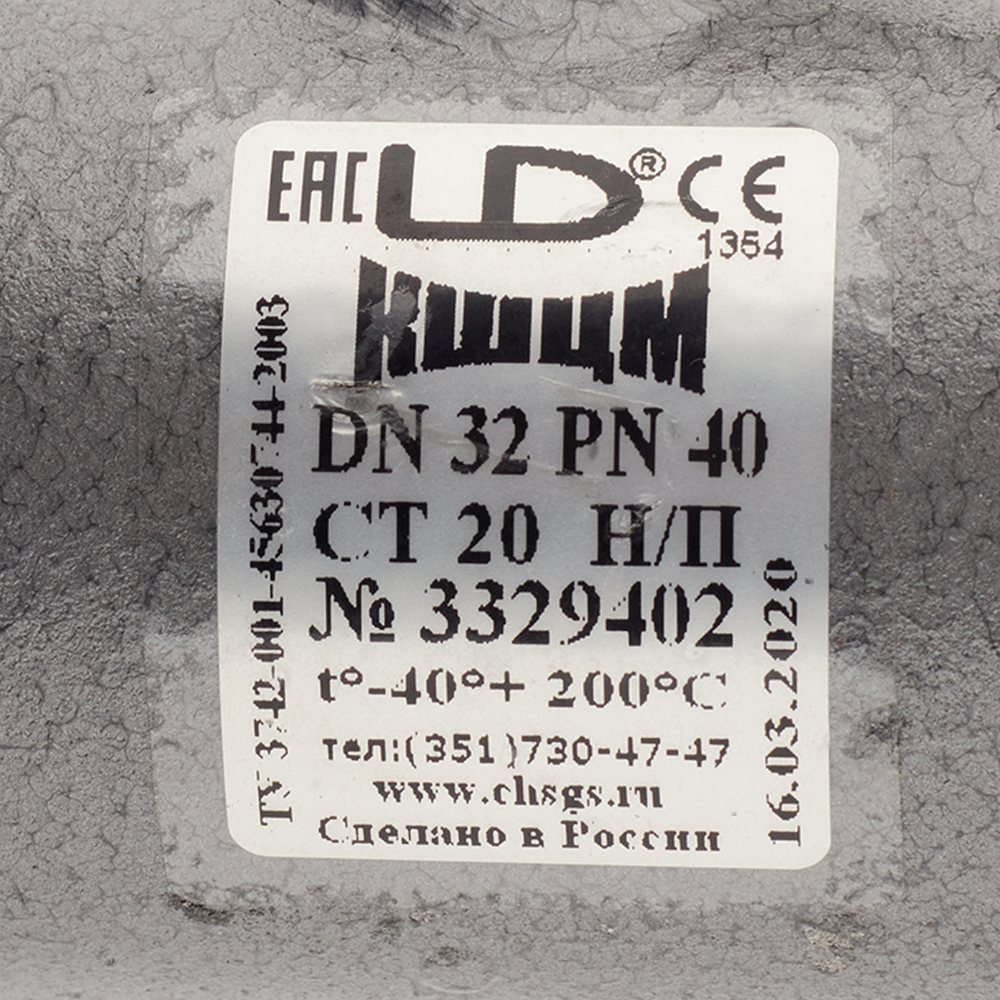 EAC LD® CE
1354
КШЦМ
DN 32 PN 40
СТ 20 Н/П
№ 3329402
t°-40°+ 200°C
тел:(351)730-47-47
www.chsgs.ru
Сделано в России
ТУ 3742-001-45630744-2003
16.03.2020